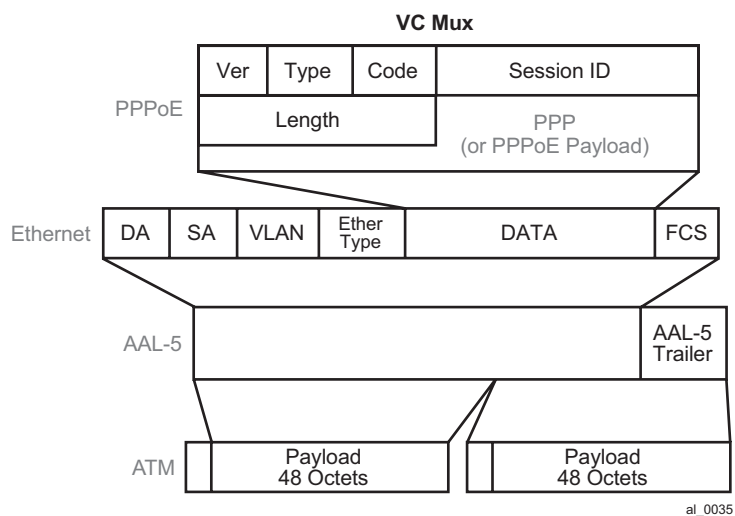 VC Mux
Ver Type Code Session ID
PPPoE
Length
PPP
(or PPPoE Payload)
Ethernet
DA SA VLAN
Ether
Type
DATA FCS
AAL-5
AAL-5
Trailer
ATM
Payload
48 Octets
Payload
48 Octets
al_0035